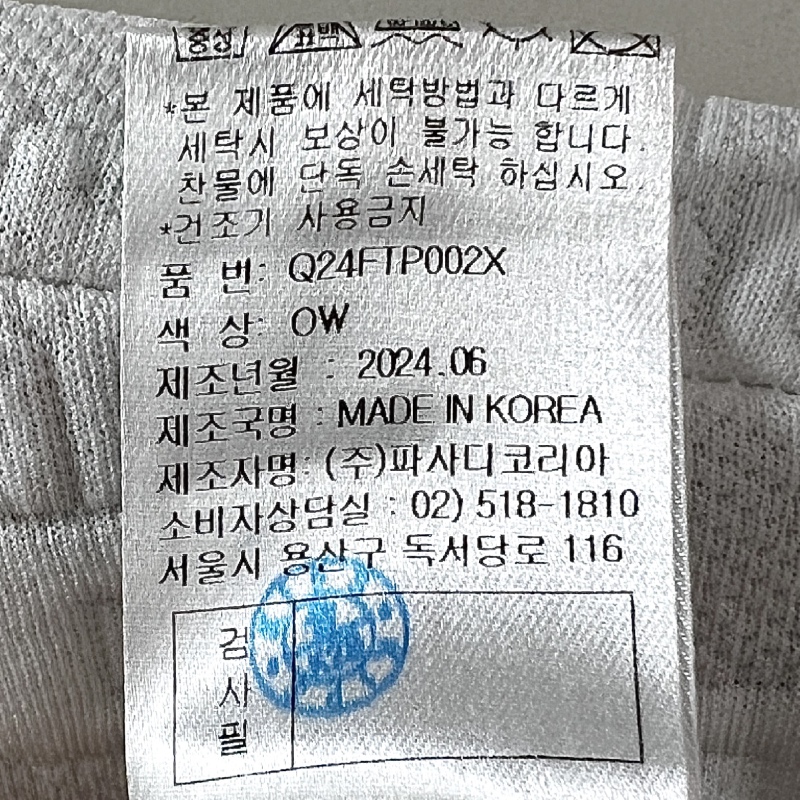 중성 표백
*본 제품에 세탁방법과 다르게
세탁시 보상이 불가능 합니다.
찬물에 단독 손세탁 하십시오.
*건조기 사용금지
품 번: Q24FTP002X
색 상: OW
제조년월 : 2024.06
제조국명 : MADE IN KOREA
제조자명: (주)파사디코리아
소비자상담실 : 02) 518-1810
서울시 용산구 독서당로 116
검
사
필